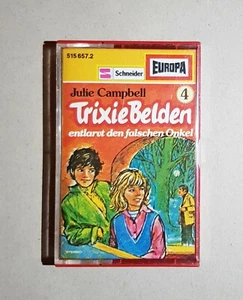 515 657.2
S Schneider
EUROPA
Julie Campbell
4
Trixie Belden
entlarvt den falschen Onkel